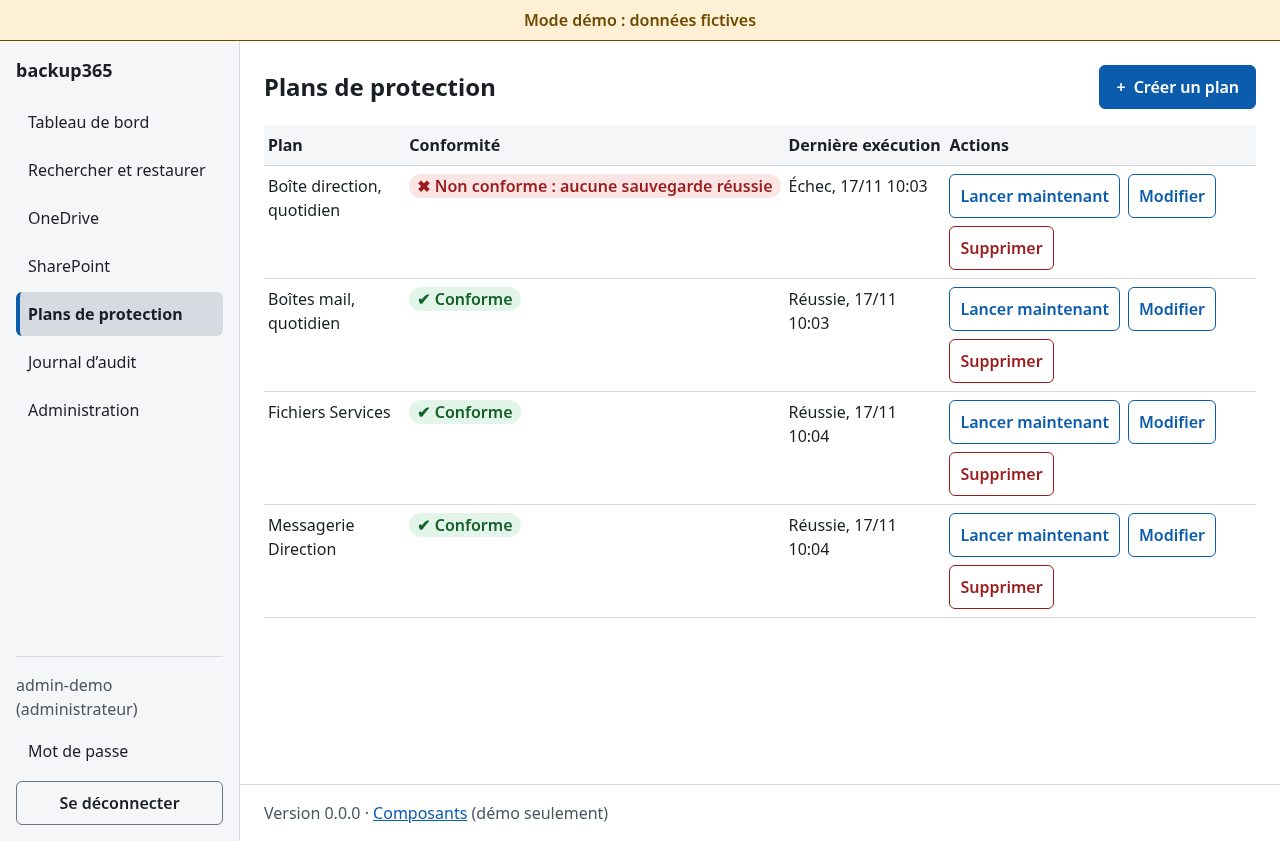 Mode démo : données fictives
backup365
Tableau de bord
Rechercher et restaurer
OneDrive
SharePoint
Plans de protection
Journal d’audit
Administration
admin-demo
(administrateur)
Mot de passe
Se déconnecter
Plans de protection
+ Créer un plan
Plan Conformité Dernière exécution Actions
Boîte direction, ✖ Non conforme : aucune sauvegarde réussie Échec, 17/11 10:03 Lancer maintenant Modifier
quotidien
Supprimer
Boîtes mail, ✔ Conforme Réussie, 17/11 Lancer maintenant Modifier
quotidien 10:03
Supprimer
Fichiers Services ✔ Conforme Réussie, 17/11 Lancer maintenant Modifier
10:04
Supprimer
Messagerie ✔ Conforme Réussie, 17/11 Lancer maintenant Modifier
Direction 10:04
Supprimer
Version 0.0.0 · Composants (démo seulement)